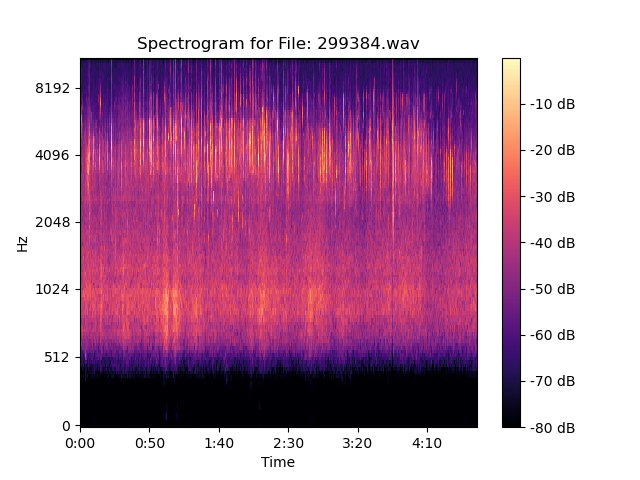 Spectrogram for File: 299384.wav
8192
4096
2048
1024
512
0
Hz
0:00 0:50 1:40 2:30 3:20 4:10
Time
-10 dB
-20 dB
-30 dB
-40 dB
-50 dB
-60 dB
-70 dB
-80 dB